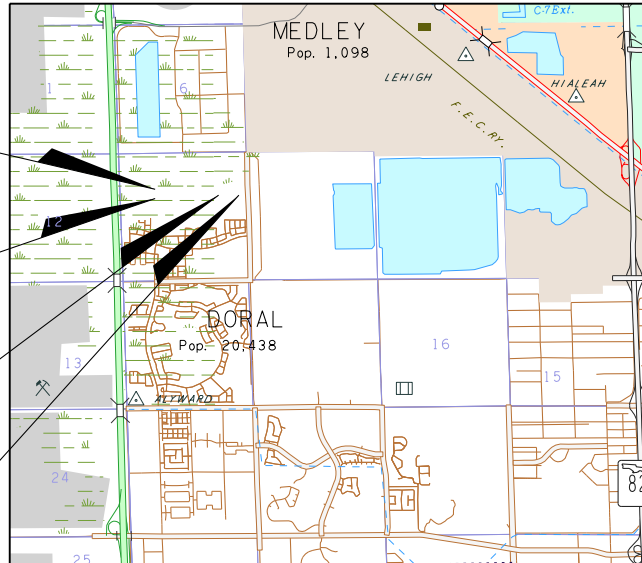 C-7Ext.
MEDLEY
Pop. 1,098
LEHIGH
HIALEAH
1
6
F.E.C.RY.
12
DORAL
Pop. 20,438
16
13
15
ALYWARD
24
82
25